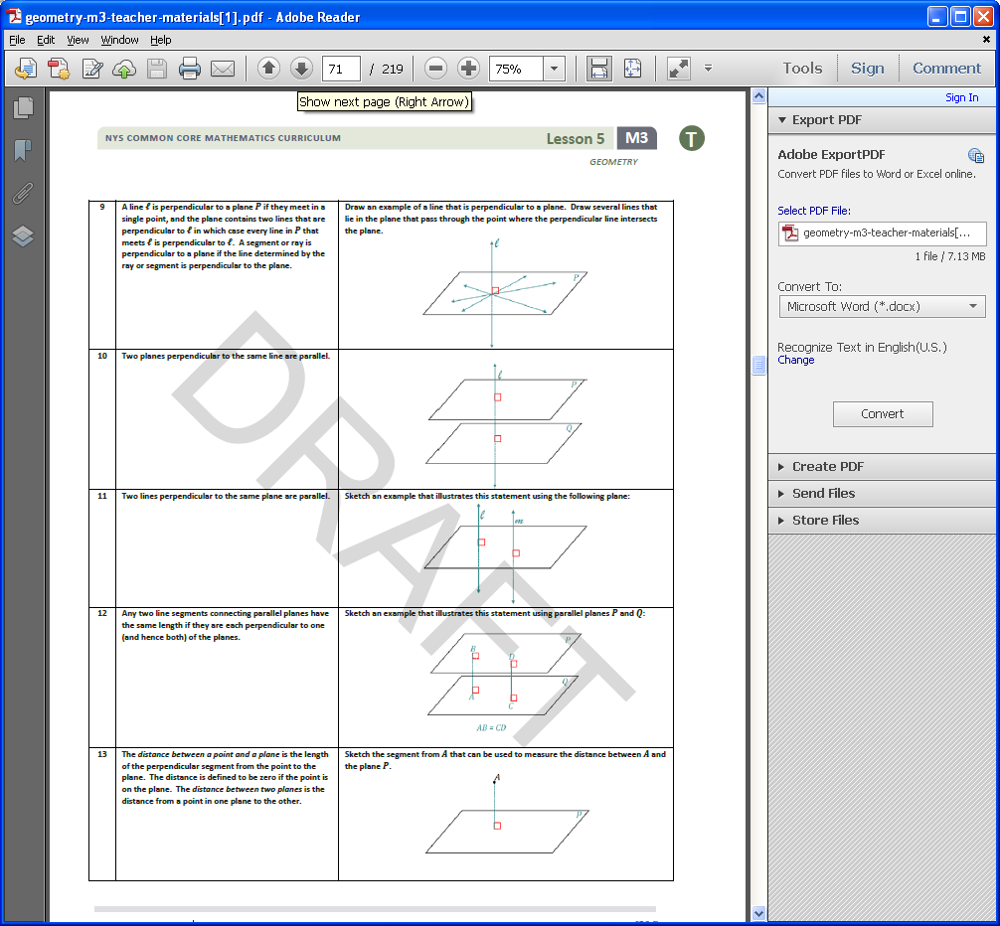 geometry-m3-teacher-materials[1].pdf - Adobe Reader
File Edit View Window Help
71 / 219 75% Tools Sign Comment
Show next page (Right Arrow)
Sign In
NYS COMMON CORE MATHEMATICS CURRICULUM Lesson 5 M3 T
GEOMETRY
9 A line ℓ is perpendicular to a plane P if they meet in a
single point, and the plane contains two lines that are
perpendicular to ℓ in which case every line in P that
meets ℓ is perpendicular to ℓ. A segment or ray is
perpendicular to a plane if the line determined by the
ray or segment is perpendicular to the plane.
Draw an example of a line that is perpendicular to a plane. Draw several lines that
lie in the plane that pass through the point where the perpendicular line intersects
the plane.
ℓ
P
10 Two planes perpendicular to the same line are parallel.
ℓ
P
Q
11 Two lines perpendicular to the same plane are parallel.
Sketch an example that illustrates this statement using the following plane:
ℓ
m
12 Any two line segments connecting parallel planes have
the same length if they are each perpendicular to one
(and hence both) of the planes.
Sketch an example that illustrates this statement using parallel planes P and Q:
P
B
D
Q
A
C
AB = CD
13 The distance between a point and a plane is the length
of the perpendicular segment from the point to the
plane. The distance is defined to be zero if the point is
on the plane. The distance between two planes is the
distance from a point in one plane to the other.
Sketch the segment from A that can be used to measure the distance between A and
the plane P.
A
P
DRAFT
Export PDF
Adobe ExportPDF
Convert PDF files to Word or Excel online.
Select PDF File:
geometry-m3-teacher-materials[...
1 file / 7.13 MB
Convert To:
Microsoft Word (*.docx)
Recognize Text in English(U.S.)
Change
Convert
Create PDF
Send Files
Store Files